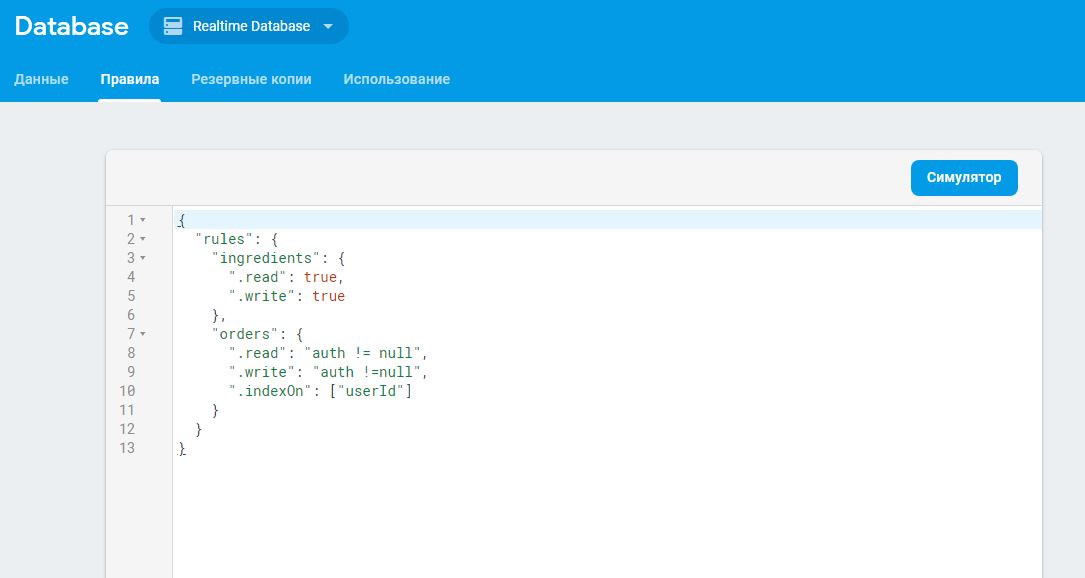 Database Realtime Database
Данные Правила Резервные копии Использование
Симулятор
1 {
2 "rules": {
3 "ingredients": {
4 ".read": true,
5 ".write": true
6 },
7 "orders": {
8 ".read": "auth != null",
9 ".write": "auth !=null",
10 ".indexOn": ["userId"]
11 }
12 }
13 }